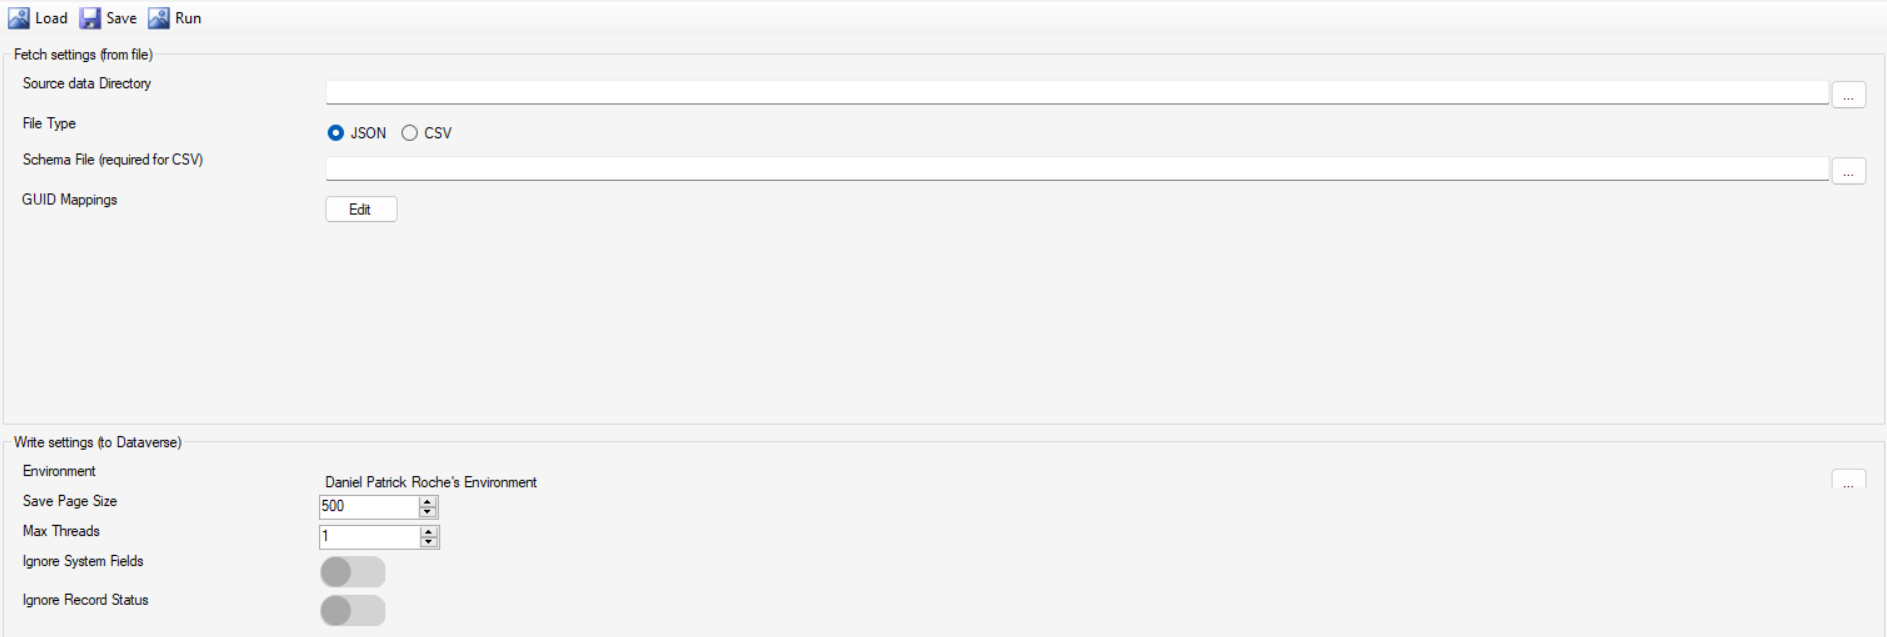 Load Save Run
Fetch settings (from file)
Source data Directory
...
File Type
JSON CSV
Schema File (required for CSV)
...
GUID Mappings
Edit
Write settings (to Dataverse)
Environment
Daniel Patrick Roche's Environment
...
Save Page Size
500
Max Threads
1
Ignore System Fields
Ignore Record Status